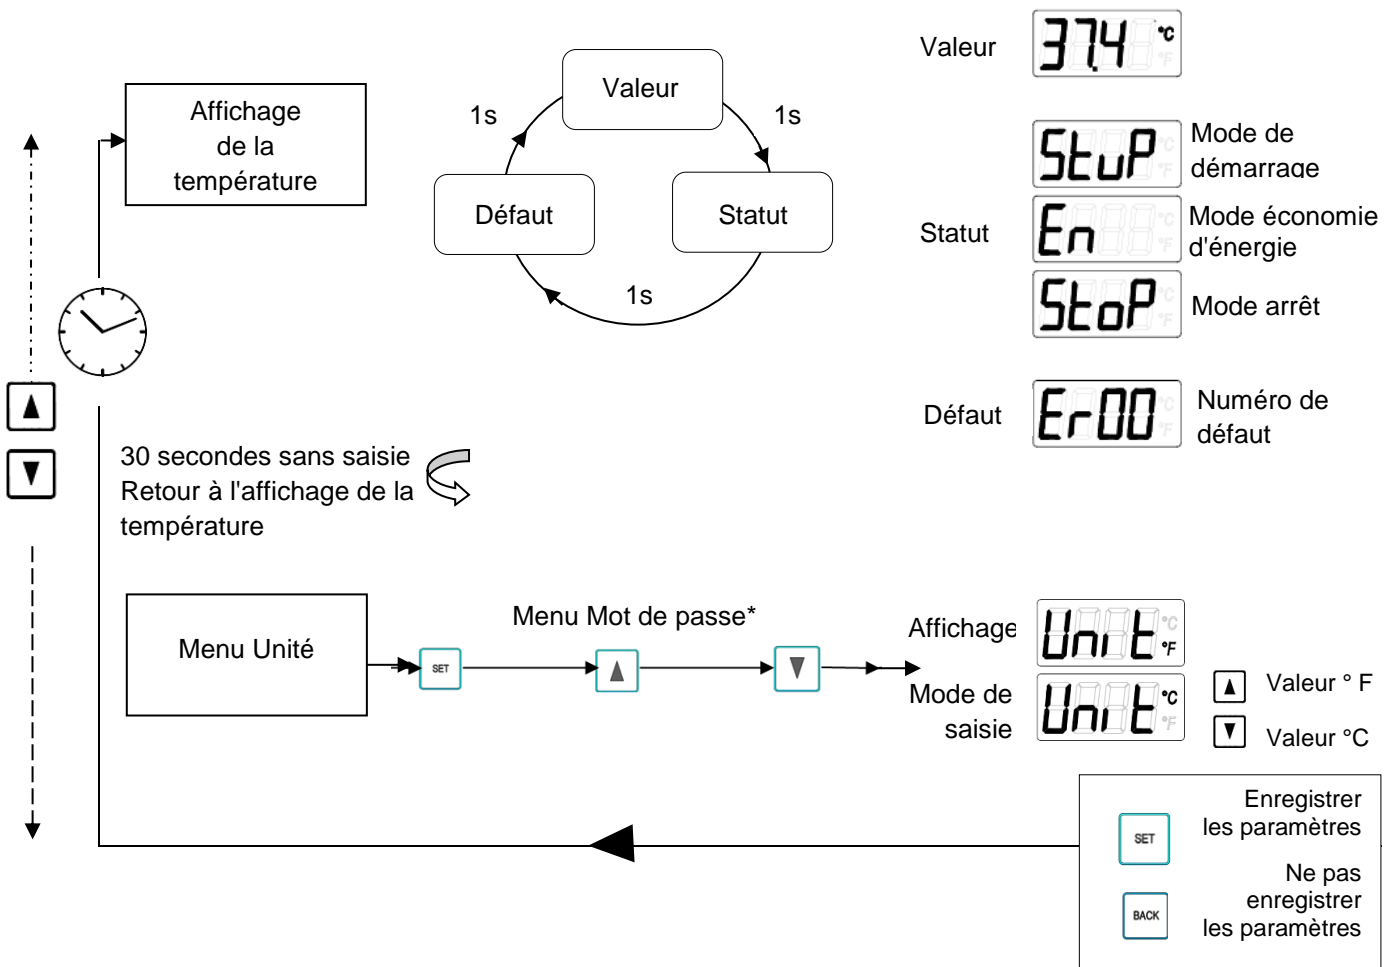 Valeur
37.4 °C °F
Affichage
de la
température
Valeur
1s
1s
Défaut
Statut
1s
StuP °C °F
Mode de
démarrage
Statut
En °C °F
Mode économie
d'énergie
StoP °C °F
Mode arrêt
Défaut
Er00 °C °F
Numéro de
défaut
30 secondes sans saisie
Retour à l'affichage de la
température
Menu Unité
SET
Menu Mot de passe*
Affichage
Unit °C °F
Mode de
saisie
Unit °C °F
Valeur ° F
Valeur °C
SET
Enregistrer
les paramètres
BACK
Ne pas
enregistrer
les paramètres